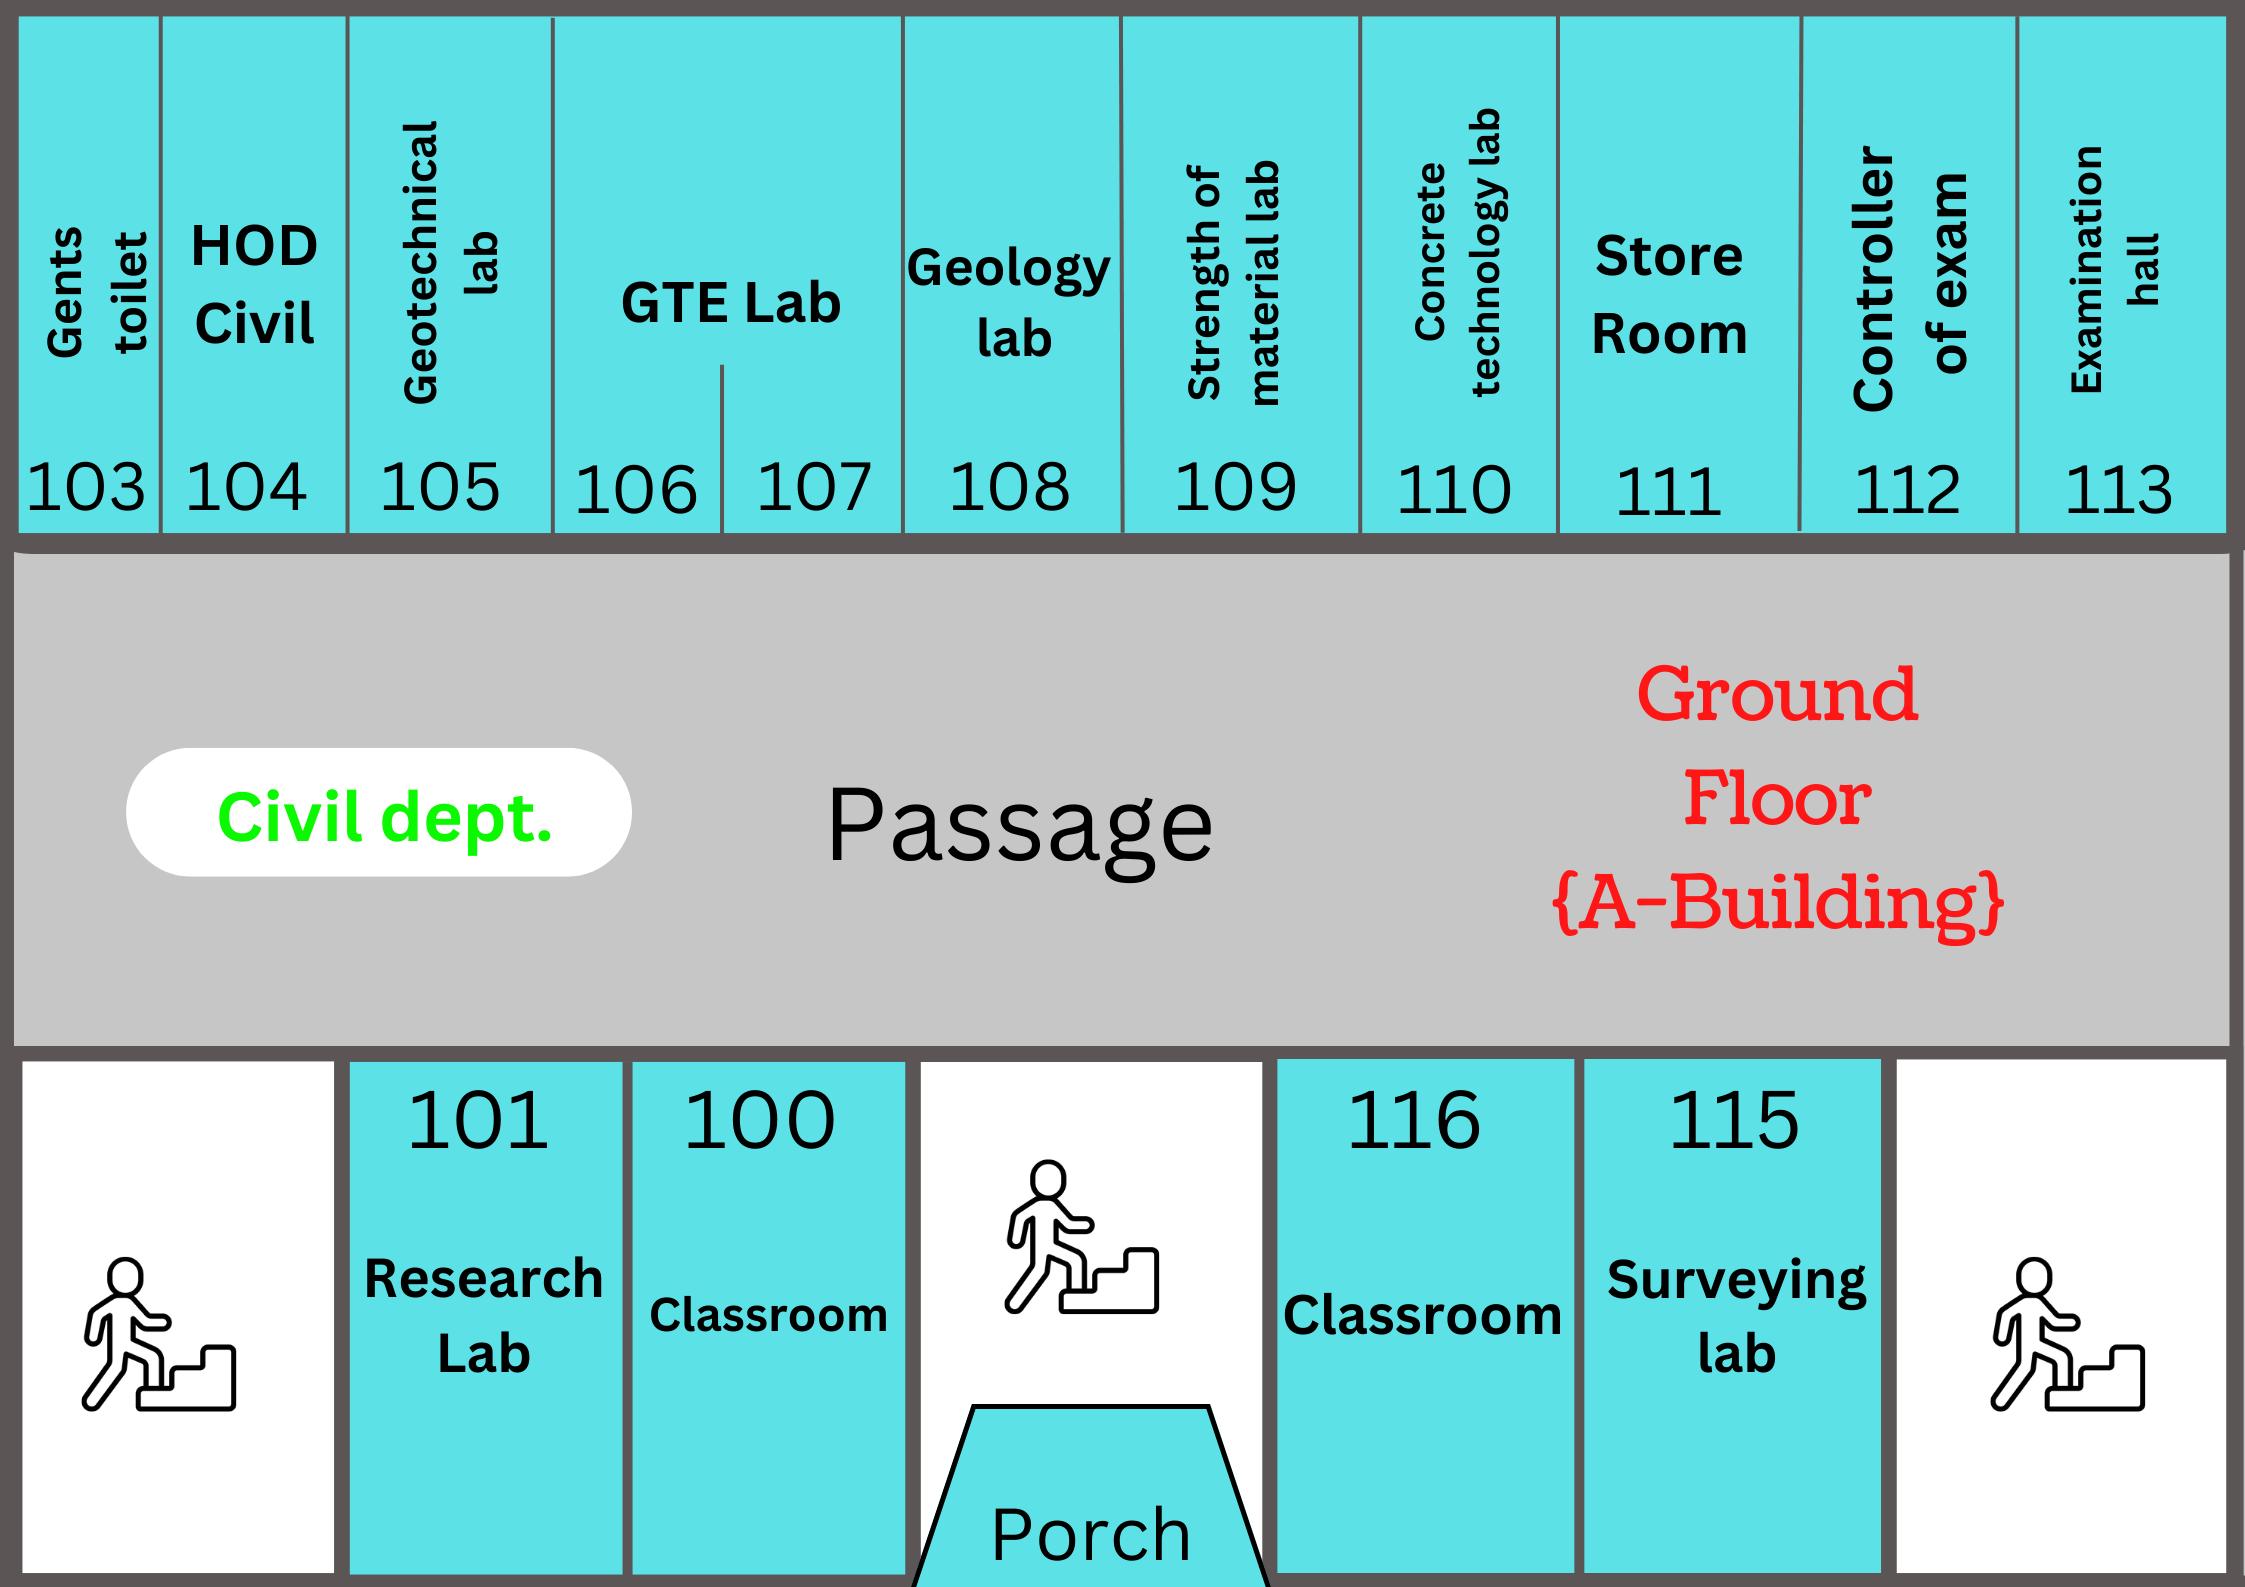 Gents
toilet
103
HOD
Civil
104
Geotechnical
lab
105
GTE Lab
106
107
Geology
lab
108
Strength of
material lab
109
Concrete
technology lab
110
Store
Room
111
Controller
of exam
112
Examination
hall
113
Civil dept.
Passage
Ground
Floor
{A-Building}
101
Research
Lab
100
Classroom
Porch
116
Classroom
115
Surveying
lab